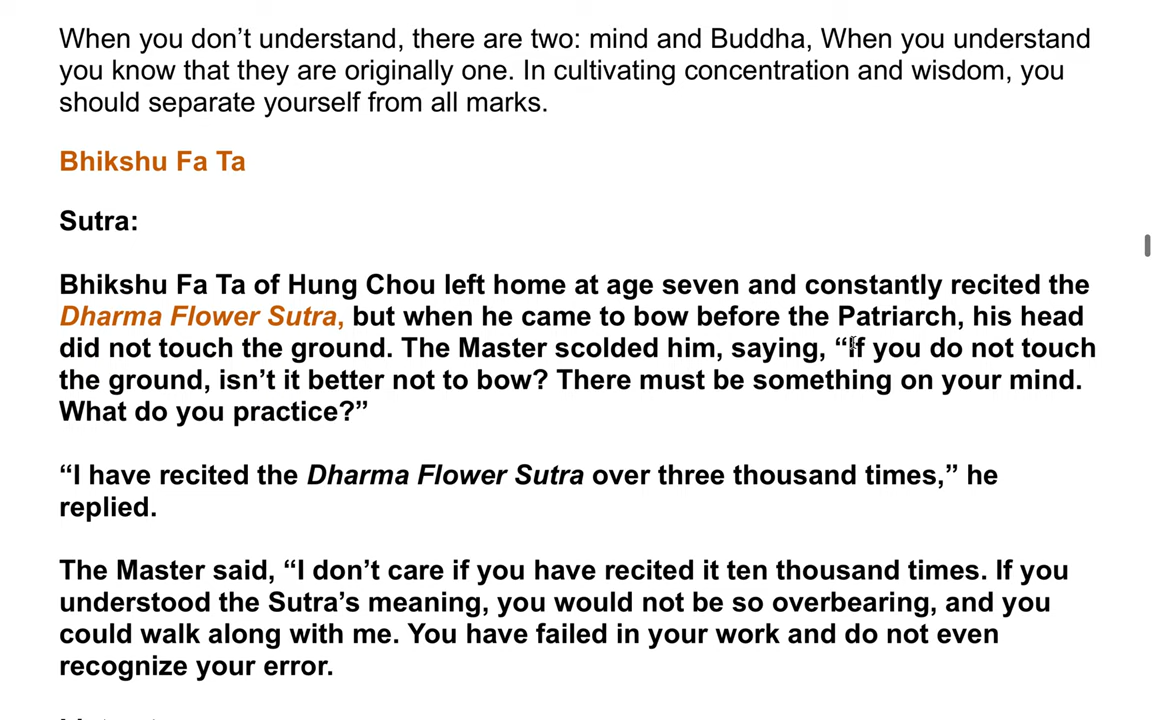 When you don’t understand, there are two: mind and Buddha, When you understand
you know that they are originally one. In cultivating concentration and wisdom, you
should separate yourself from all marks.
Bhikshu Fa Ta
Sutra:
Bhikshu Fa Ta of Hung Chou left home at age seven and constantly recited the
Dharma Flower Sutra, but when he came to bow before the Patriarch, his head
did not touch the ground. The Master scolded him, saying, “If you do not touch
the ground, isn’t it better not to bow? There must be something on your mind.
What do you practice?”
“I have recited the Dharma Flower Sutra over three thousand times,” he
replied.
The Master said, “I don’t care if you have recited it ten thousand times. If you
understood the Sutra’s meaning, you would not be so overbearing, and you
could walk along with me. You have failed in your work and do not even
recognize your error.